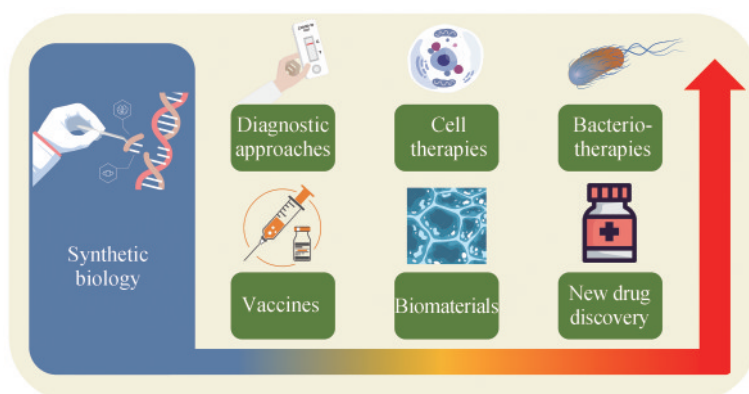 Synthetic
biology
Diagnostic
approaches
Cell
therapies
Bacterio-
therapies
Vaccines
Biomaterials
New drug
discovery